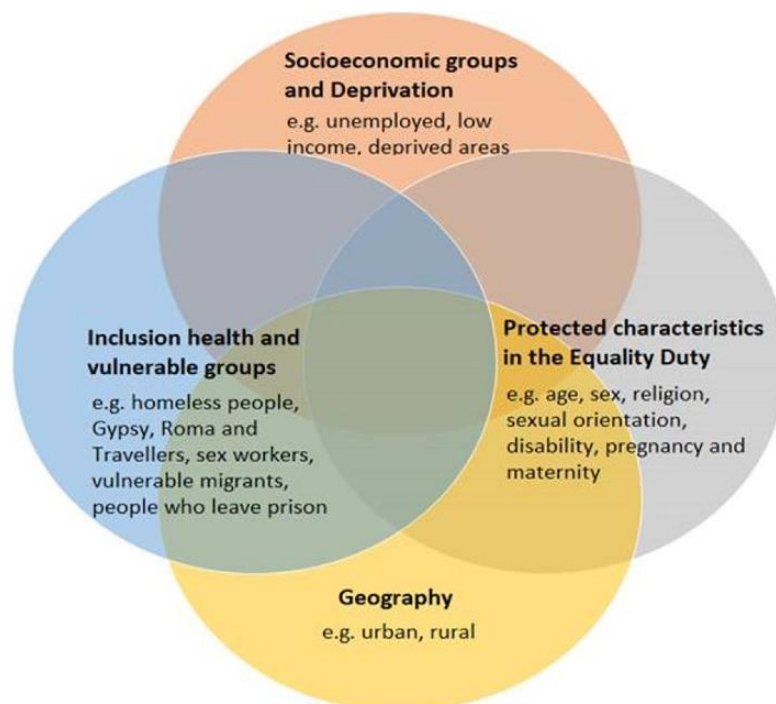 Socioeconomic groups
and Deprivation
e.g. unemployed, low
income, deprived areas
Inclusion health and
vulnerable groups
e.g. homeless people,
Gypsy, Roma and
Travellers, sex workers,
vulnerable migrants,
people who leave prison
Protected characteristics
in the Equality Duty
e.g. age, sex, religion,
sexual orientation,
disability, pregnancy and
maternity
Geography
e.g. urban, rural